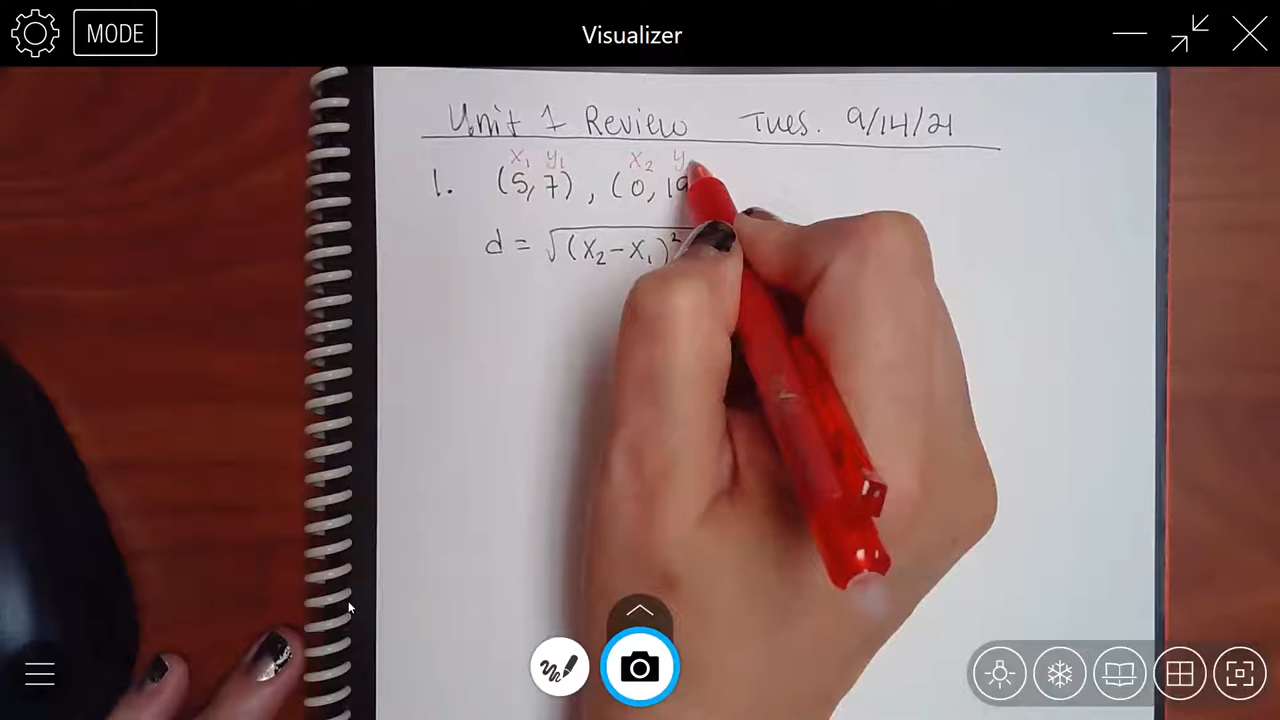 MODE
Visualizer
Unit 1 Review Tues. 9/14/21
x₁ y₁ x₂ y
1. (5, 7), (0, 19
d = √(x₂-x₁)²